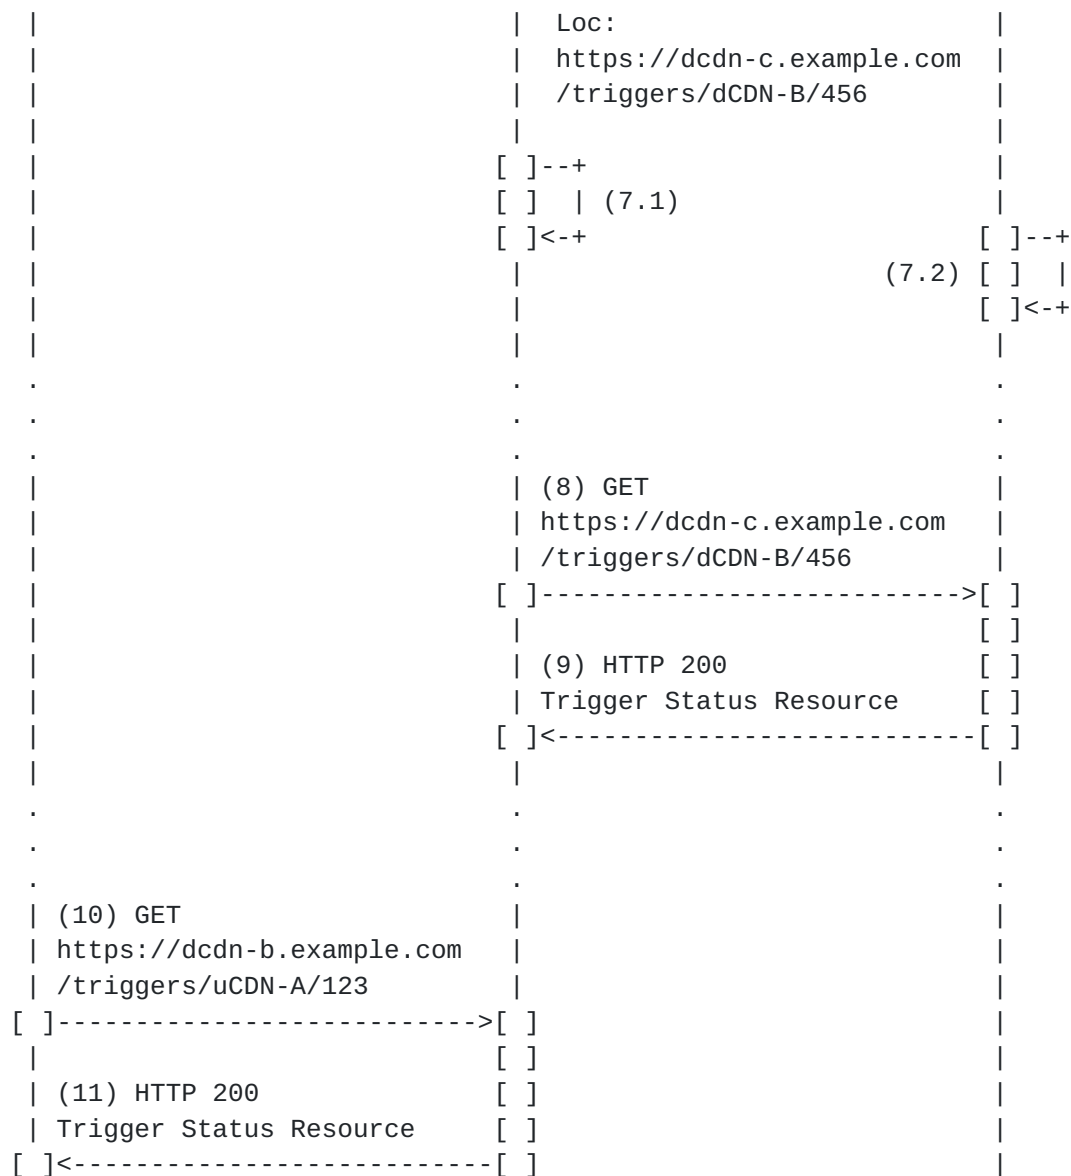 |                              |  Loc:                        |
|                              |  https://dcdn-c.example.com  |
|                              |  /triggers/dCDN-B/456        |
|                              |                              |
|                             [ ]--+                          |
|                             [ ]  | (7.1)                    |
|                             [ ]<-+                         [ ]--+
|                              |                       (7.2) [ ]  |
|                              |                             [ ]<-+
|                              |                              |
.                              .                              .
.                              .                              .
.                              .                              .
|                              | (8) GET                      |
|                              | https://dcdn-c.example.com   |
|                              | /triggers/dCDN-B/456         |
|                             [ ]--------------------------->[ ]
|                              |                             [ ]
|                              | (9) HTTP 200                [ ]
|                              | Trigger Status Resource     [ ]
|                             [ ]<---------------------------[ ]
|                              |                              |
.                              .                              .
.                              .                              .
.                              .                              .
| (10) GET                     |                              |
| https://dcdn-b.example.com   |                              |
| /triggers/uCDN-A/123         |                              |
[ ]--------------------------->[ ]                             |
|                             [ ]                             |
| (11) HTTP 200               [ ]                             |
| Trigger Status Resource     [ ]                             |
[ ]<---------------------------[ ]                             |